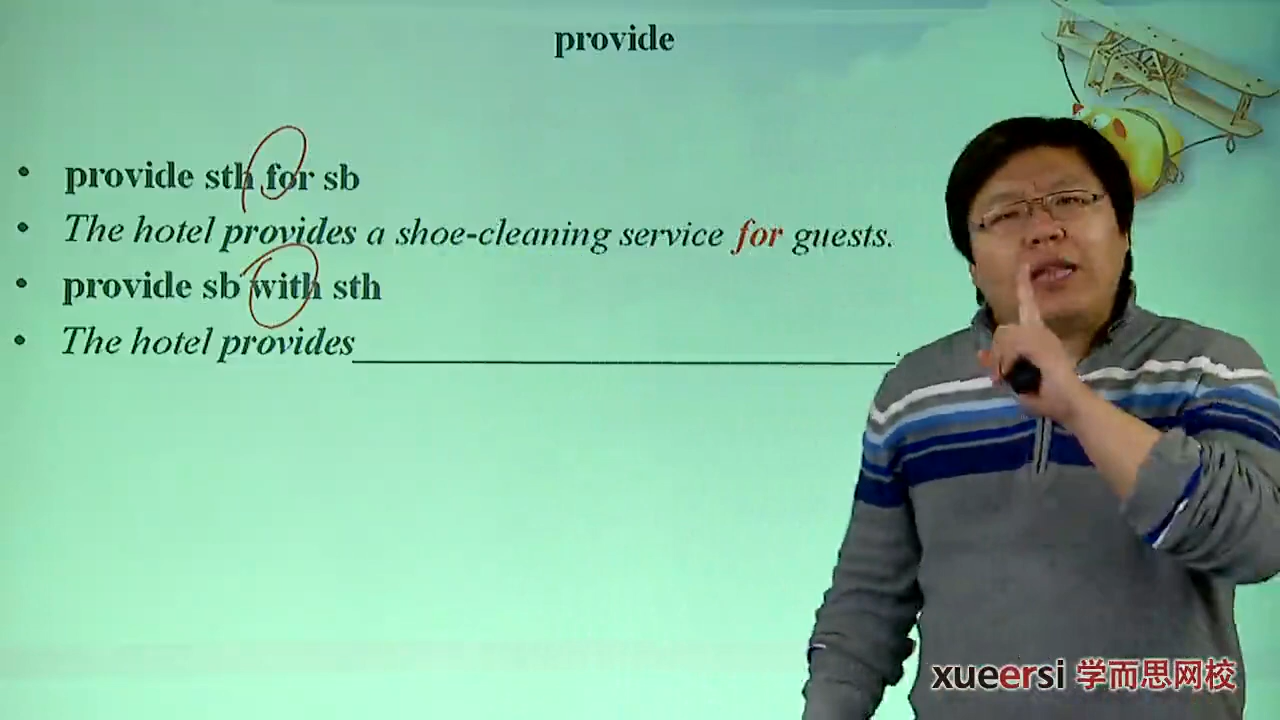 provide
provide sth for sb
The hotel provides a shoe-cleaning service for guests.
provide sb with sth
The hotel provides______________________________.
xueersi 学而思网校